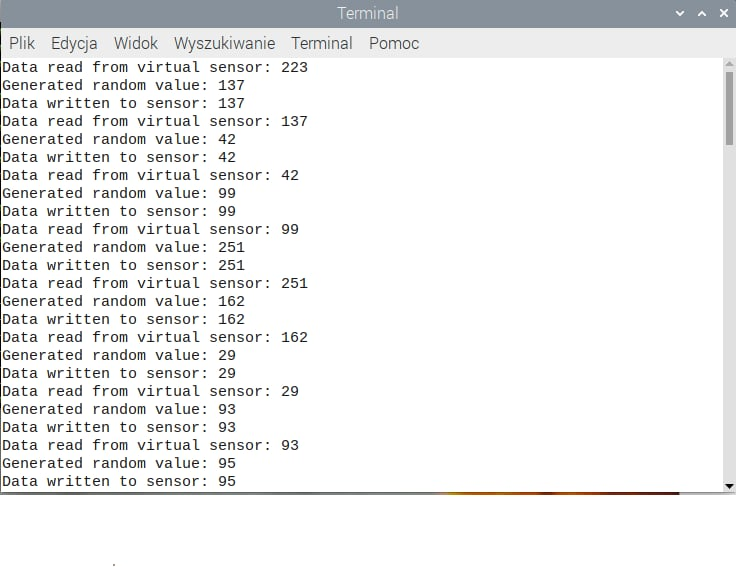 Terminal
Plik Edycja Widok Wyszukiwanie Terminal Pomoc
Data read from virtual sensor: 223
Generated random value: 137
Data written to sensor: 137
Data read from virtual sensor: 137
Generated random value: 42
Data written to sensor: 42
Data read from virtual sensor: 42
Generated random value: 99
Data written to sensor: 99
Data read from virtual sensor: 99
Generated random value: 251
Data written to sensor: 251
Data read from virtual sensor: 251
Generated random value: 162
Data written to sensor: 162
Data read from virtual sensor: 162
Generated random value: 29
Data written to sensor: 29
Data read from virtual sensor: 29
Generated random value: 93
Data written to sensor: 93
Data read from virtual sensor: 93
Generated random value: 95
Data written to sensor: 95